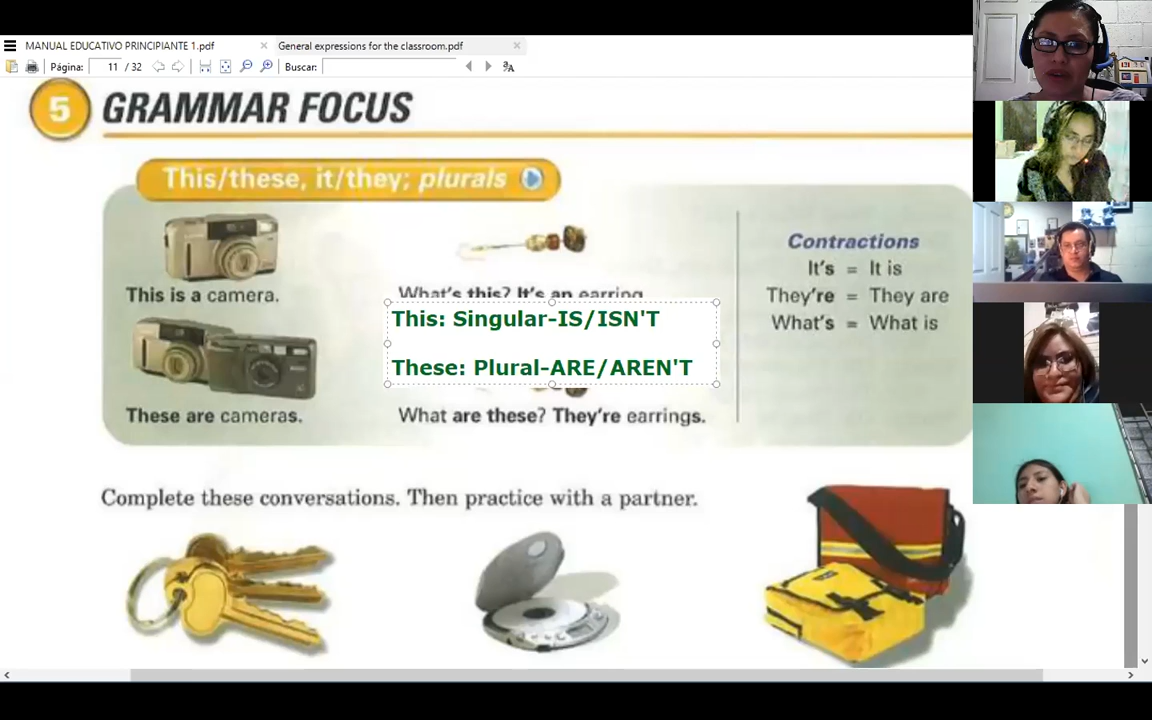 MANUAL EDUCATIVO PRINCIPIANTE 1.pdf
General expressions for the classroom.pdf
Página: 11 / 32
Buscar:
5 GRAMMAR FOCUS
This/these, it/they; plurals
This is a camera.
What's this? It's an earring.
These are cameras.
What are these? They're earrings.
This: Singular-IS/ISN'T
These: Plural-ARE/AREN'T
Contractions
It's = It is
They're = They are
What's = What is
Complete these conversations. Then practice with a partner.